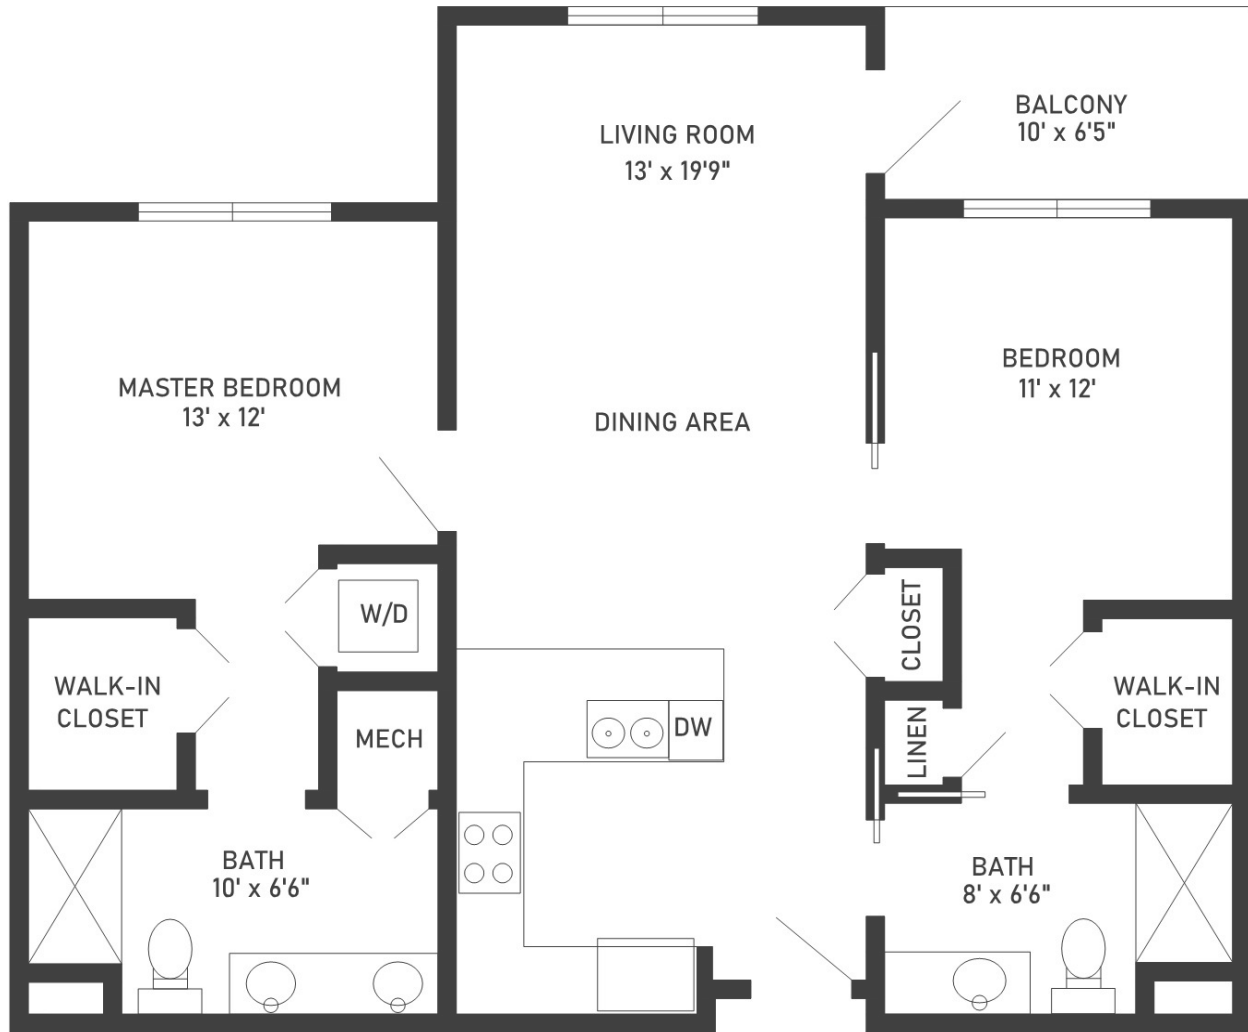 LIVING ROOM
13' x 19'9"
BALCONY
10' x 6'5"
MASTER BEDROOM
13' x 12'
DINING AREA
BEDROOM
11' x 12'
W/D
CLOSET
WALK-IN
CLOSET
MECH
DW
LINEN
WALK-IN
CLOSET
BATH
10' x 6'6"
BATH
8' x 6'6"